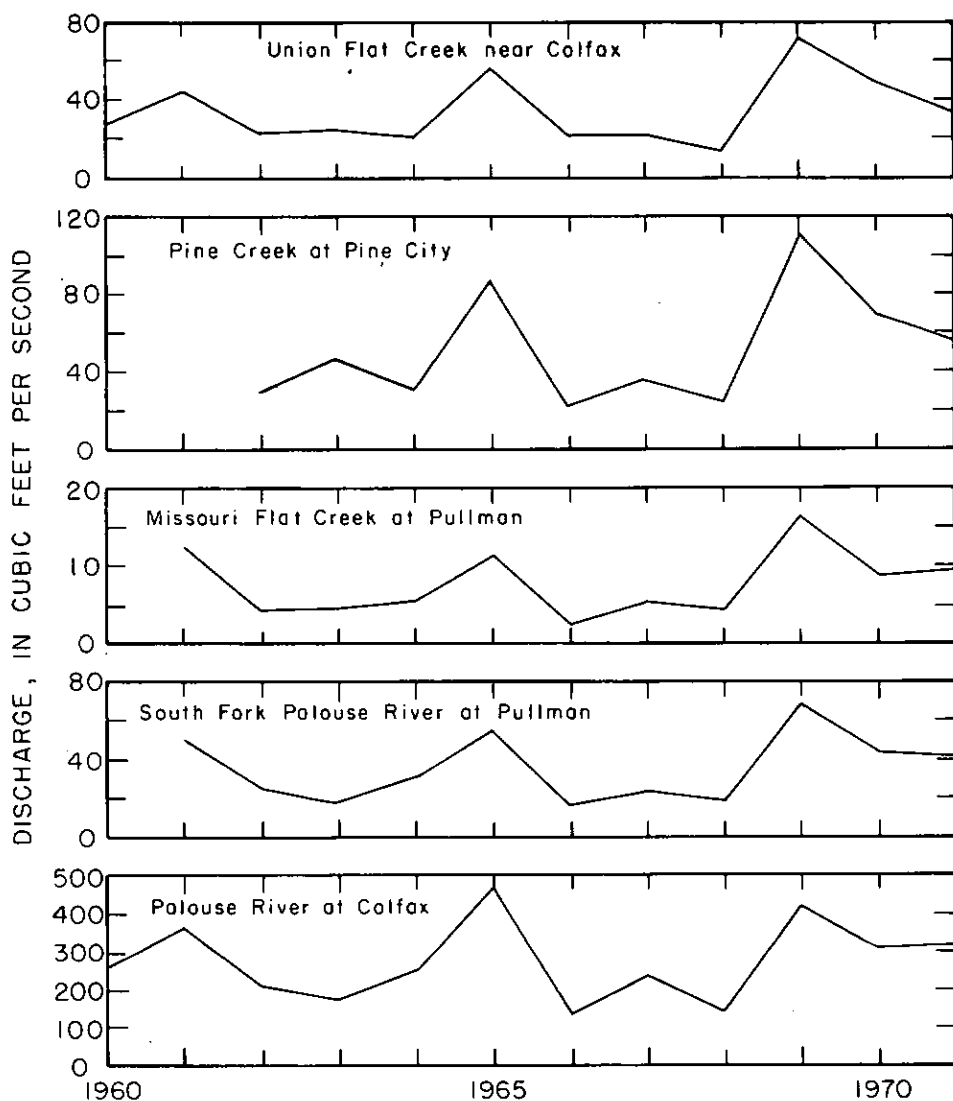 DISCHARGE, IN CUBIC FEET PER SECOND
80
Union Flat Creek near Colfax
40
0
120
Pine Creek at Pine City
80
40
0
20
Missouri Flat Creek at Pullman
10
0
80
South Fork Palouse River at Pullman
40
0
500
Palouse River at Colfax
400
300
200
100
0
1960 1965 1970